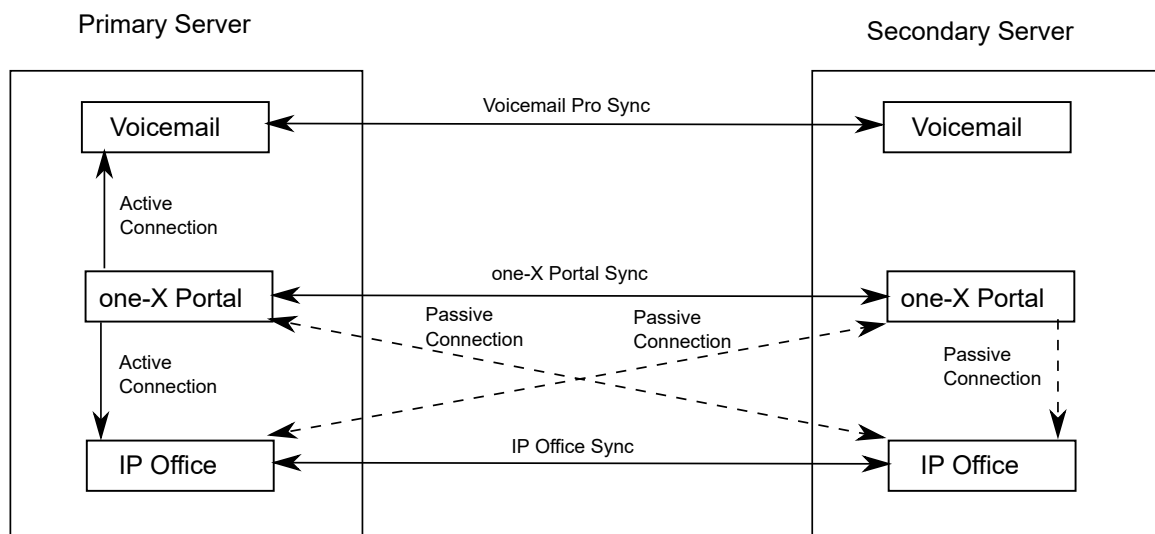 Primary Server
Secondary Server
Voicemail
Voicemail Pro Sync
Voicemail
Active
Connection
one-X Portal
one-X Portal Sync
one-X Portal
Passive
Connection
Passive
Connection
Active
Connection
Passive
Connection
IP Office
IP Office Sync
IP Office